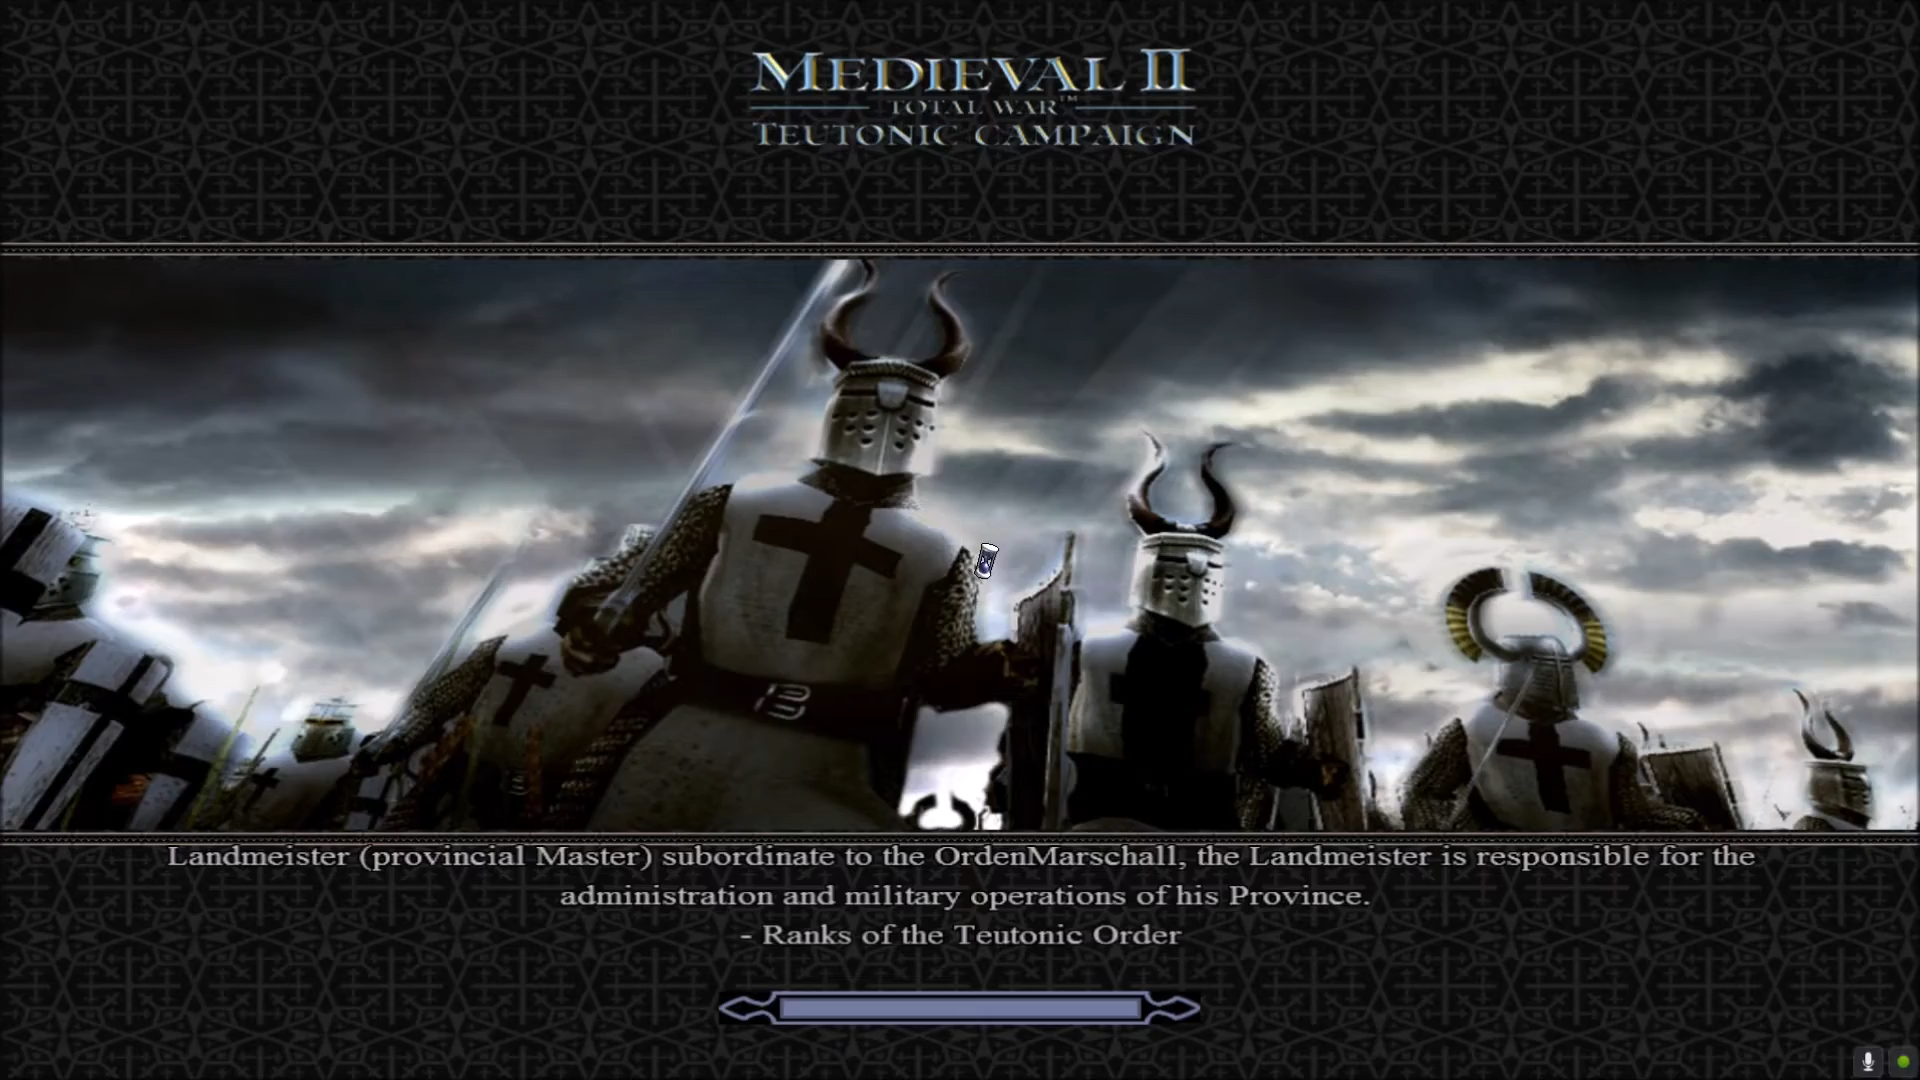 MEDIEVAL II
TOTAL WAR™
TEUTONIC CAMPAIGN
Landmeister (provincial Master) subordinate to the OrdenMarschall, the Landmeister is responsible for the
administration and military operations of his Province.
- Ranks of the Teutonic Order